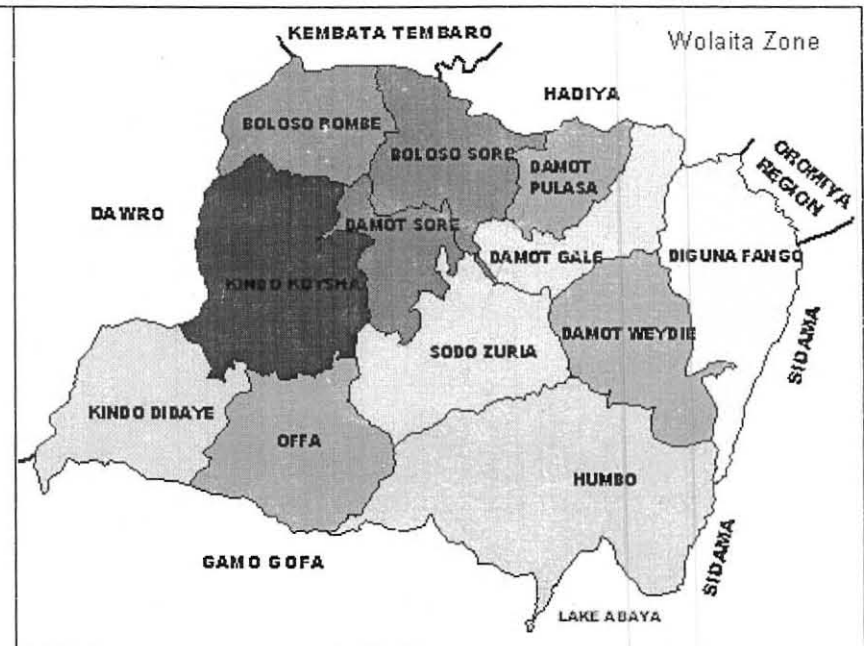 KEMBATA TEMBARO
Wolaita Zone
HADIYA
BOLOSO BOMBE
BOLOSO SORE
DAMOT
PULASA
OROMIYA
REGION
DAWRO
DAMOT SORE
DAMOT GALE
DIGUNA FANGO
KINDO KOYSHA
DAMOT WEYDIE
SODO ZURIA
SIDAMA
KINDO DIDAYE
OFFA
HUMBO
GAMO GOFA
SIDAMA
LAKE ABAYA